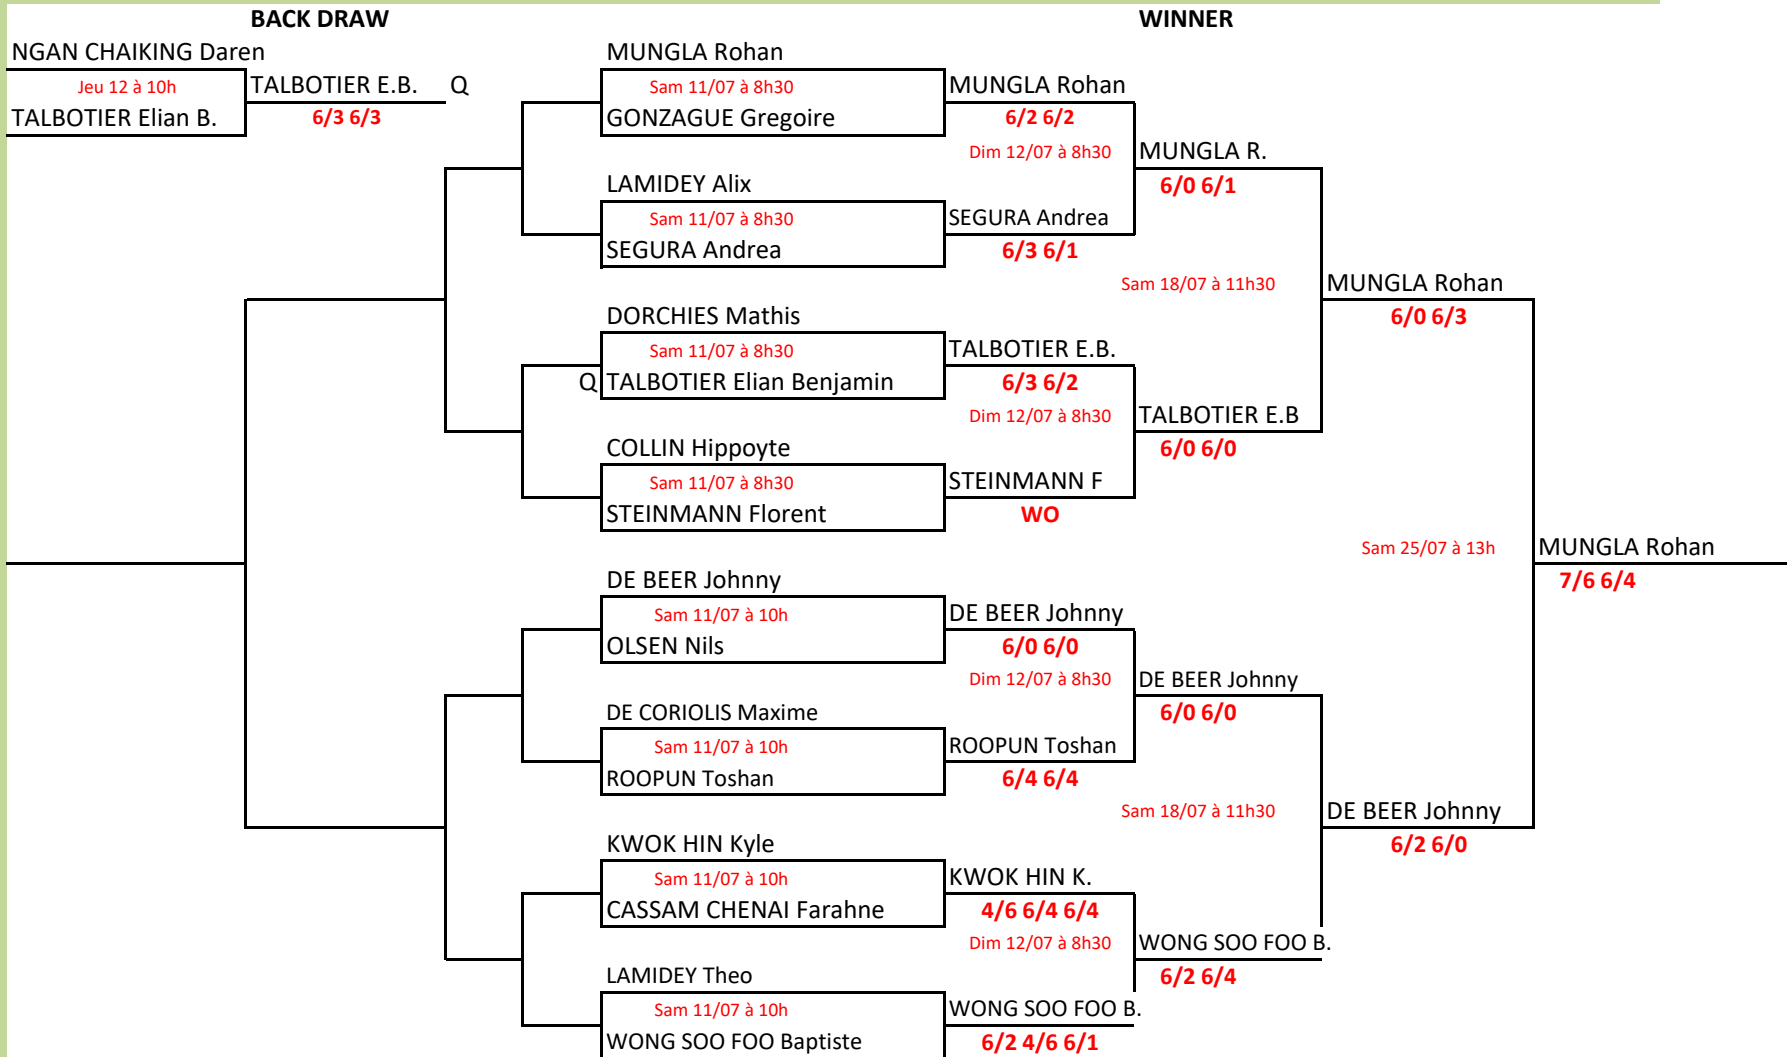 BACK DRAW WINNER
NGAN CHAIKING Daren MUNGLA Rohan
Jeu 12 à 10h TALBOTIER E.B. Q Sam 11/07 à 8h30 MUNGLA Rohan
TALBOTIER Elian B. 6/3 6/3 GONZAGUE Gregoire 6/2 6/2
Dim 12/07 à 8h30 MUNGLA R.
LAMIDEY Alix 6/0 6/1
Sam 11/07 à 8h30 SEGURA Andrea
SEGURA Andrea 6/3 6/1
Sam 18/07 à 11h30 MUNGLA Rohan
DORCHIES Mathis 6/0 6/3
Sam 11/07 à 8h30 TALBOTIER E.B.
Q TALBOTIER Elian Benjamin 6/3 6/2
Dim 12/07 à 8h30 TALBOTIER E.B
COLLIN Hippoyte 6/0 6/0
Sam 11/07 à 8h30 STEINMANN F
STEINMANN Florent WO
Sam 25/07 à 13h MUNGLA Rohan
DE BEER Johnny 7/6 6/4
Sam 11/07 à 10h DE BEER Johnny
OLSEN Nils 6/0 6/0
Dim 12/07 à 8h30 DE BEER Johnny
DE CORIOLIS Maxime 6/0 6/0
Sam 11/07 à 10h ROOPUN Toshan
ROOPUN Toshan 6/4 6/4
Sam 18/07 à 11h30 DE BEER Johnny
KWOK HIN Kyle 6/2 6/0
Sam 11/07 à 10h KWOK HIN K.
CASSAM CHENAI Farahne 4/6 6/4 6/4
Dim 12/07 à 8h30 WONG SOO FOO B.
LAMIDEY Theo 6/2 6/4
Sam 11/07 à 10h WONG SOO FOO B.
WONG SOO FOO Baptiste 6/2 4/6 6/1